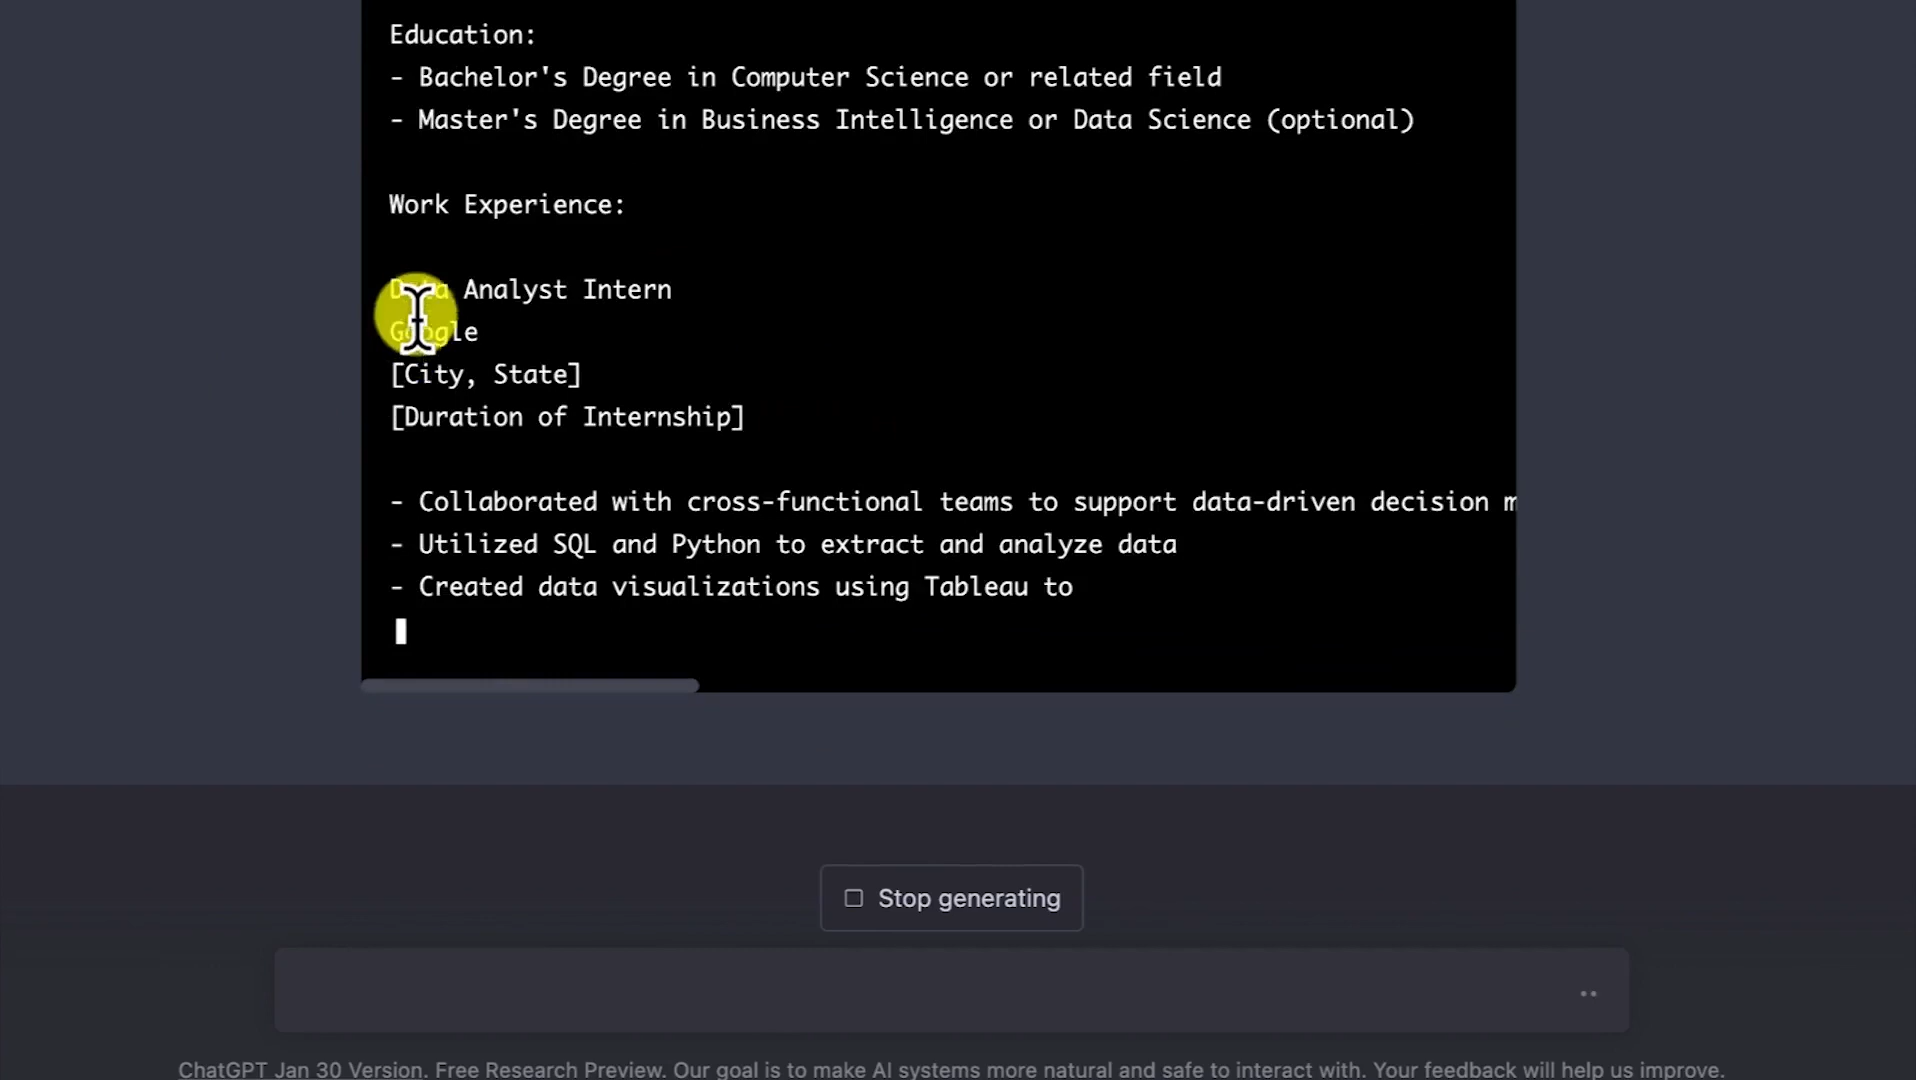 Education:
- Bachelor's Degree in Computer Science or related field
- Master's Degree in Business Intelligence or Data Science (optional)
Work Experience:
Data Analyst Intern
Google
[City, State]
[Duration of Internship]
- Collaborated with cross-functional teams to support data-driven decision m
- Utilized SQL and Python to extract and analyze data
- Created data visualizations using Tableau to
Stop generating
ChatGPT Jan 30 Version. Free Research Preview. Our goal is to make AI systems more natural and safe to interact with. Your feedback will help us improve.